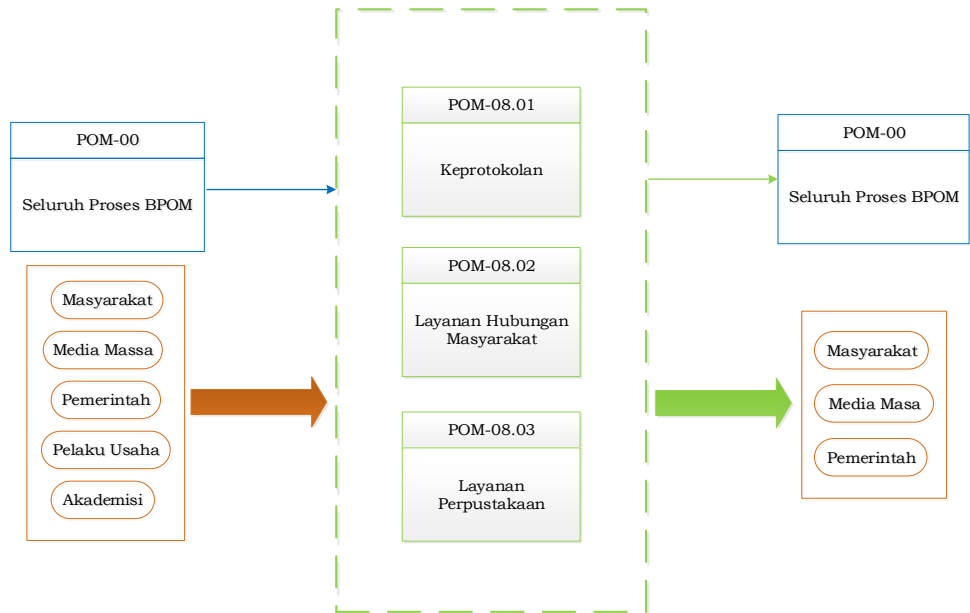 POM-00
Seluruh Proses BPOM
Masyarakat
Media Massa
Pemerintah
Pelaku Usaha
Akademisi
POM-08.01
Keprotokolan
POM-08.02
Layanan Hubungan
Masyarakat
POM-08.03
Layanan
Perpustakaan
POM-00
Seluruh Proses BPOM
Masyarakat
Media Masa
Pemerintah